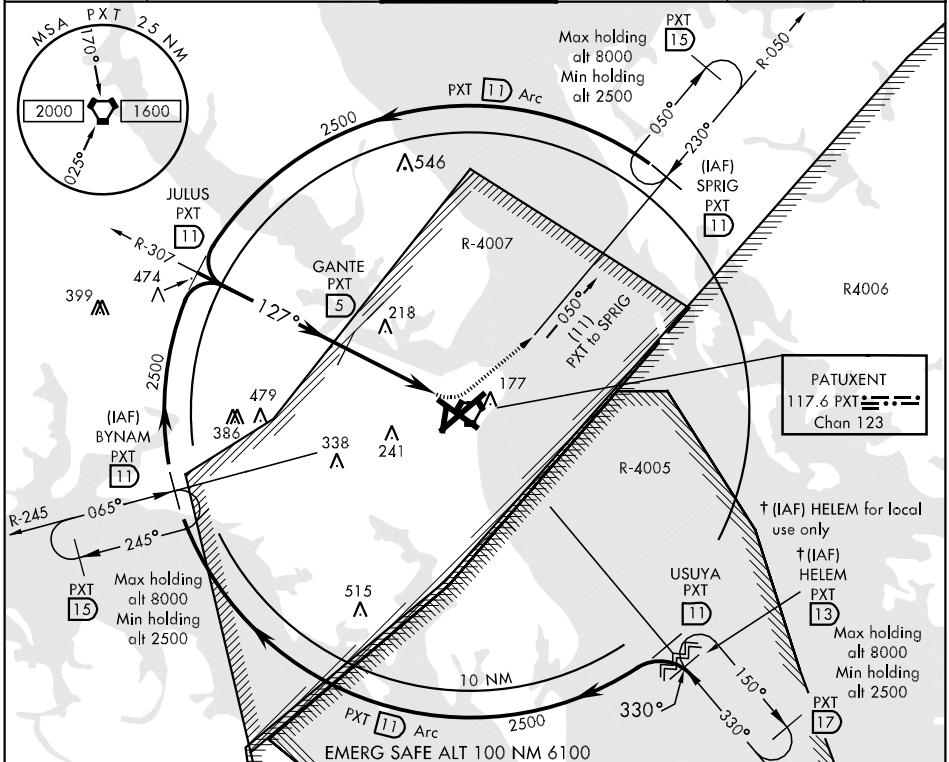 MSA PXT 25 NM
170°
2000
1600
025°
PXT
15
Max holding
alt 8000
Min holding
alt 2500
R-050
050°
230°
PXT 11 Arc
2500
546
(IAF)
SPRIG
PXT
11
JULUS
PXT
11
R-307
474
399
127°
GANTE
PXT
5
218
R-4007
050°
(11)
PXT to SPRIG
R4006
177
PATUXENT
117.6 PXT
Chan 123
2500
479
386
(IAF)
BYNAM
PXT
11
338
241
R-4005
R-245
065°
245°
PXT
15
Max holding
alt 8000
Min holding
alt 2500
† (IAF) HELEM for local
use only
† (IAF)
HELEM
PXT
13
USUYA
PXT
11
Max holding
alt 8000
Min holding
alt 2500
515
10 NM
150°
330°
330°
PXT
17
PXT 11 Arc
2500
EMERG SAFE ALT 100 NM 6100